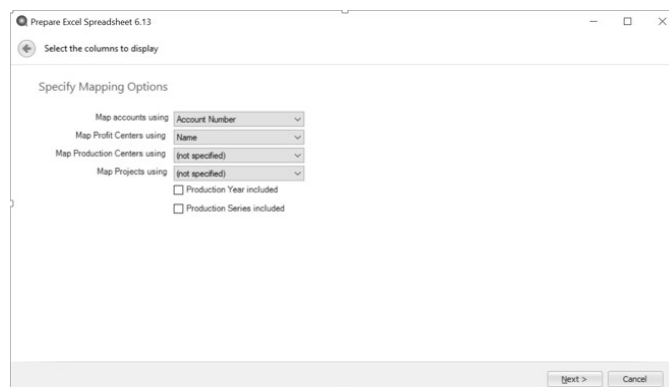 Prepare Excel Spreadsheet 6.13
Select the columns to display
Specify Mapping Options
Map accounts using Account Number
Map Profit Centers using Name
Map Production Centers using (not specified)
Map Projects using (not specified)
Production Year included
Production Series included
Next > Cancel